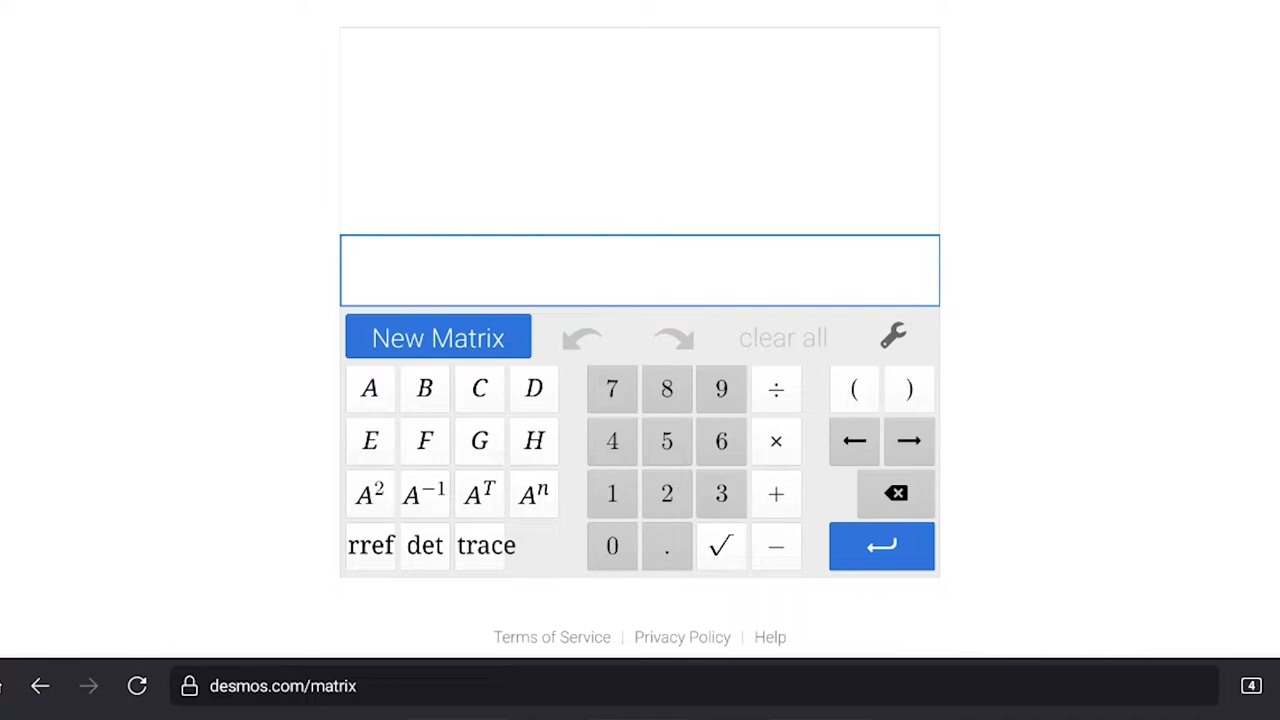 New Matrix clear all
A B C D 7 8 9 ÷ ( )
E F G H 4 5 6 × ← →
A² A⁻¹ Aᵀ Aⁿ 1 2 3 +
rref det trace 0 . √ −
Terms of Service | Privacy Policy | Help
desmos.com/matrix 4